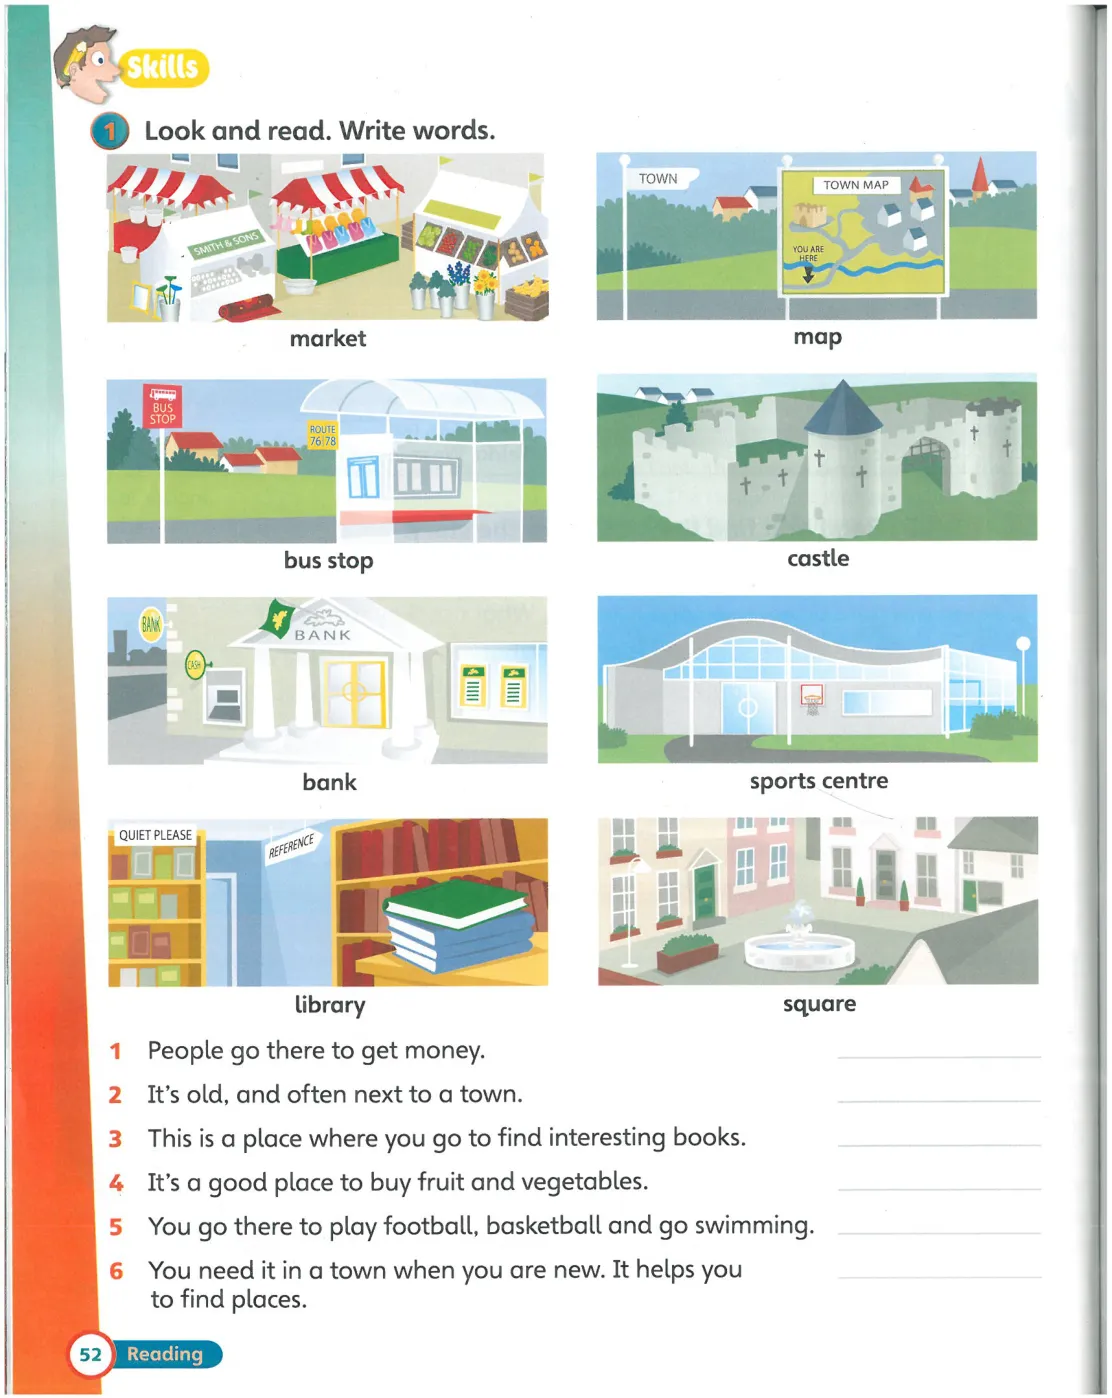 Skills
1 Look and read. Write words.
SMITH & SONS
market
TOWN
TOWN MAP
YOU ARE
HERE
map
BUS
STOP
ROUTE
76 78
bus stop
castle
BANK
CASH
BANK
bank
sports centre
QUIET PLEASE
REFERENCE
library
square
1 People go there to get money.
2 It's old, and often next to a town.
3 This is a place where you go to find interesting books.
4 It's a good place to buy fruit and vegetables.
5 You go there to play football, basketball and go swimming.
6 You need it in a town when you are new. It helps you
to find places.
52 Reading